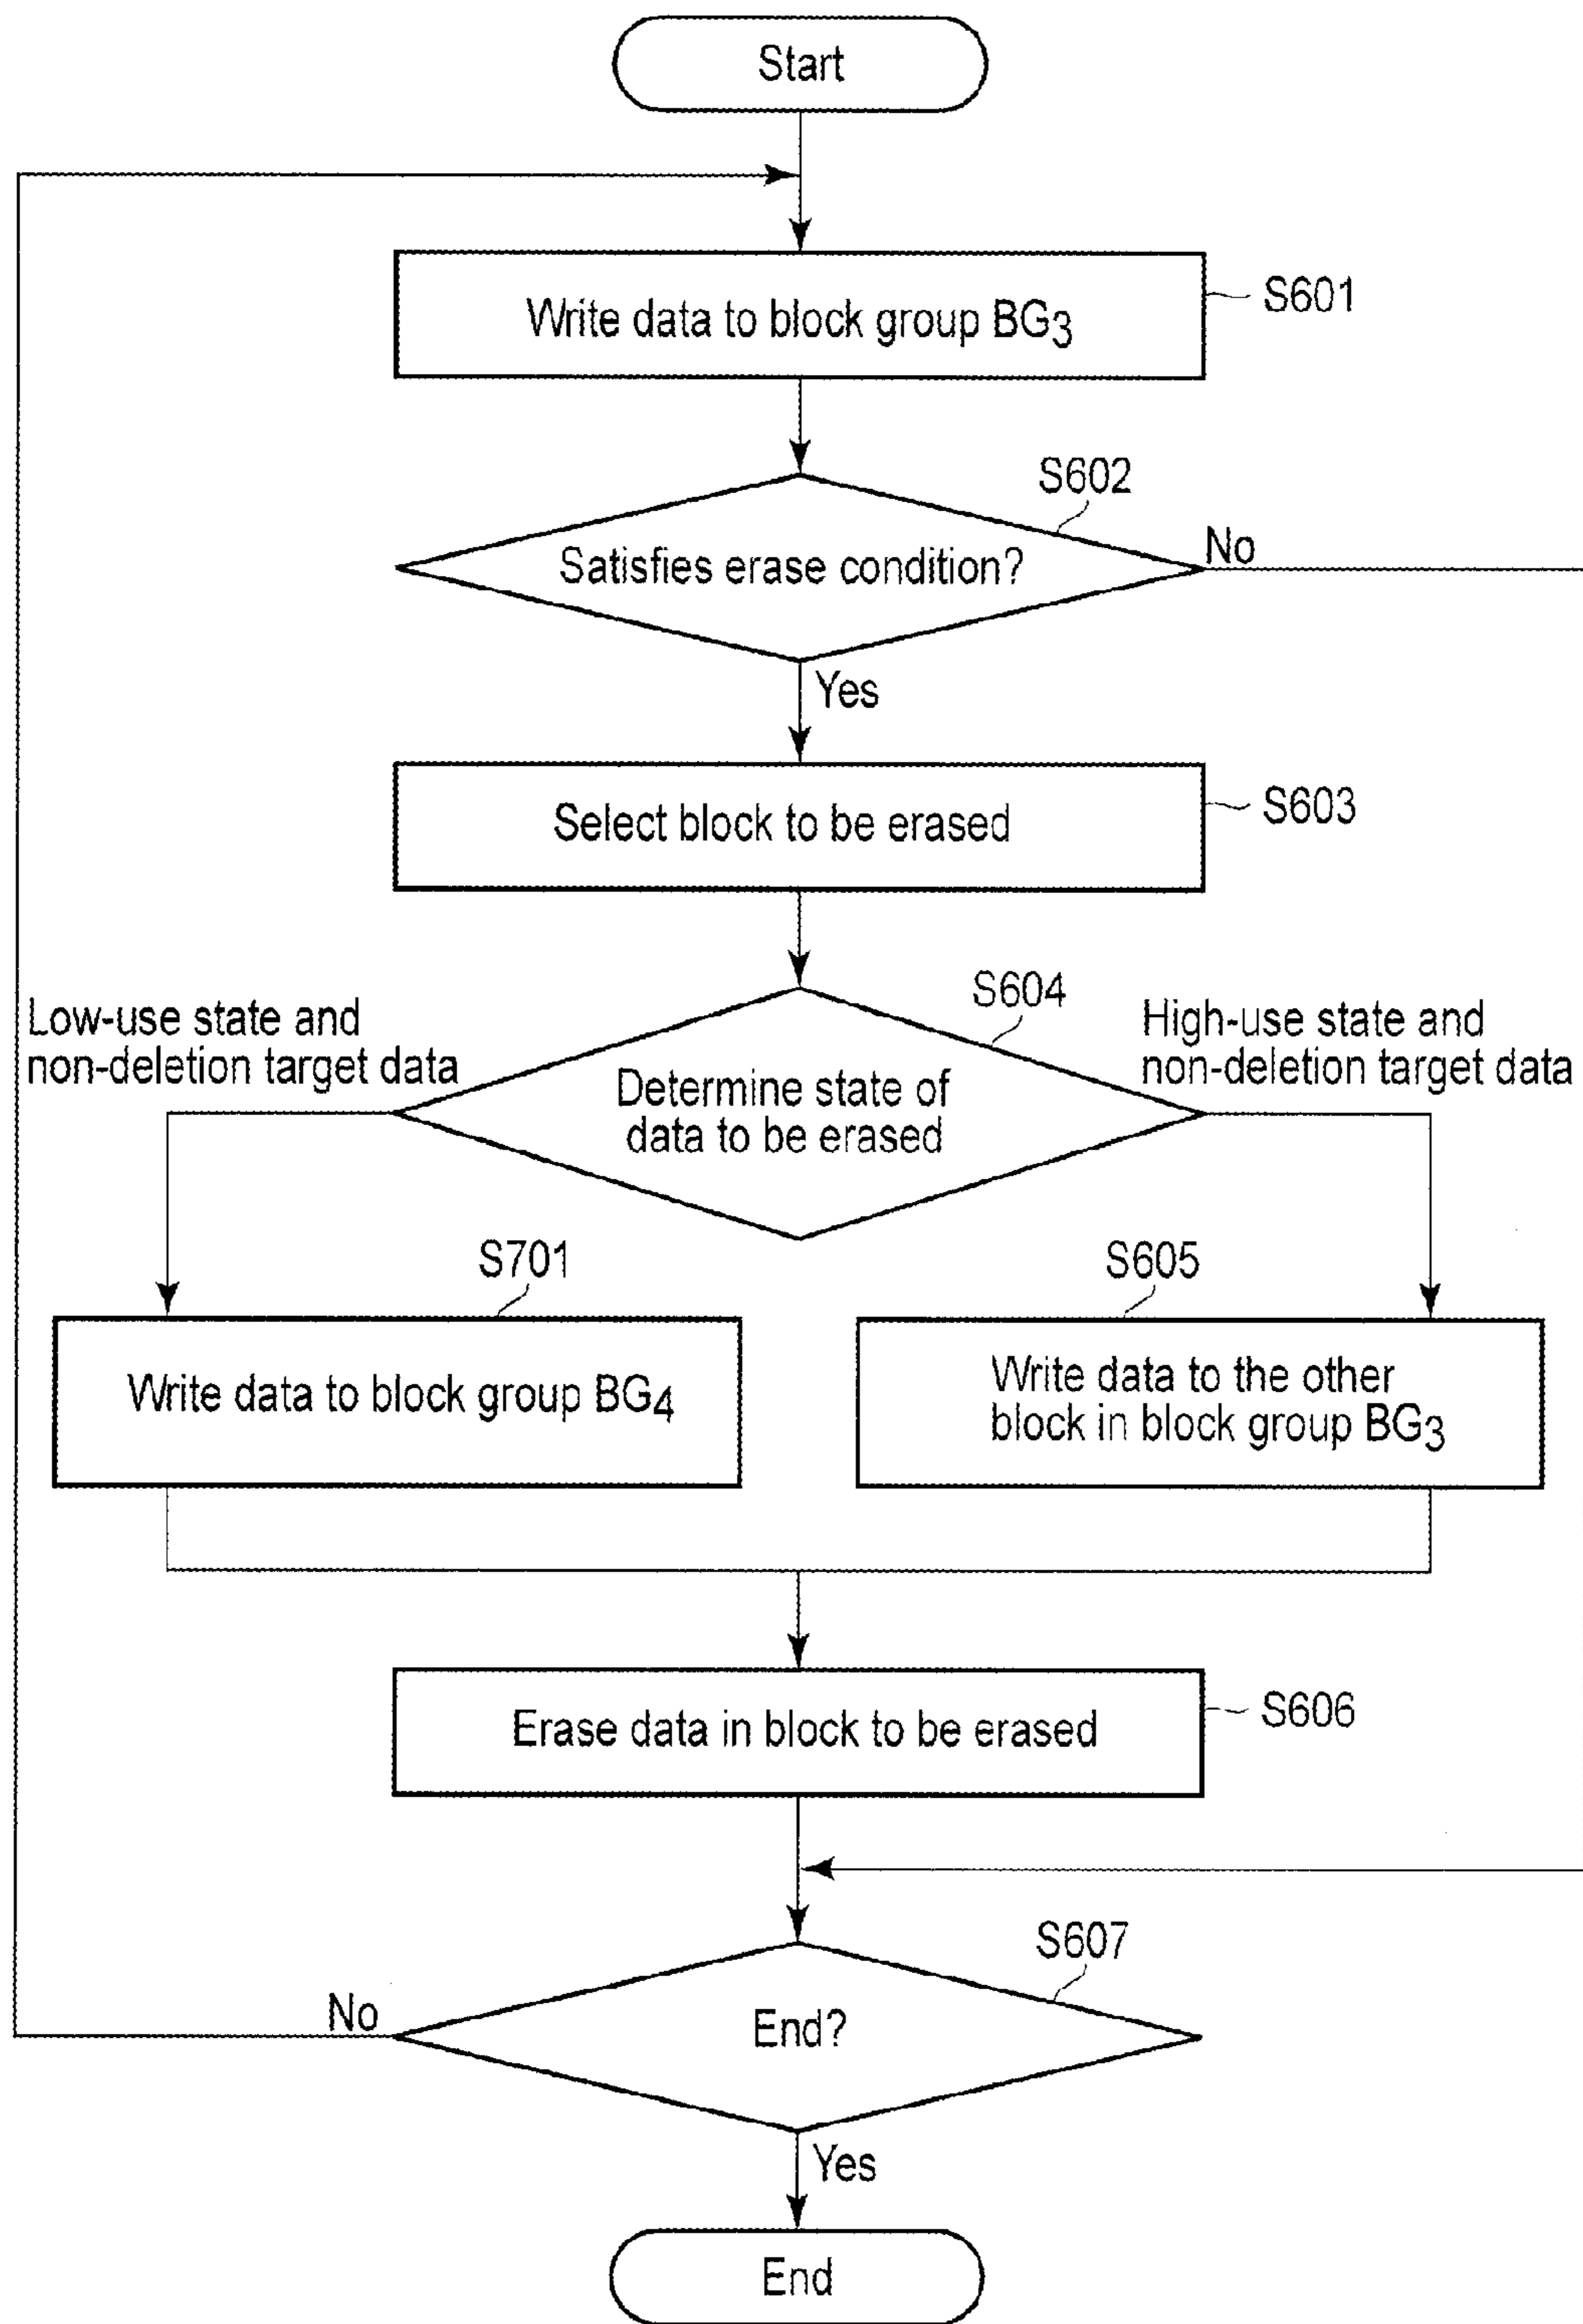 Start
Write data to block group BG3
S601
S602
Satisfies erase condition?
No
Yes
Select block to be erased
S603
S604
Low-use state and
non-deletion target data
High-use state and
non-deletion target data
Determine state of
data to be erased
S701
S605
Write data to block group BG4
Write data to the other
block in block group BG3
Erase data in block to be erased
S606
S607
No
End?
Yes
End